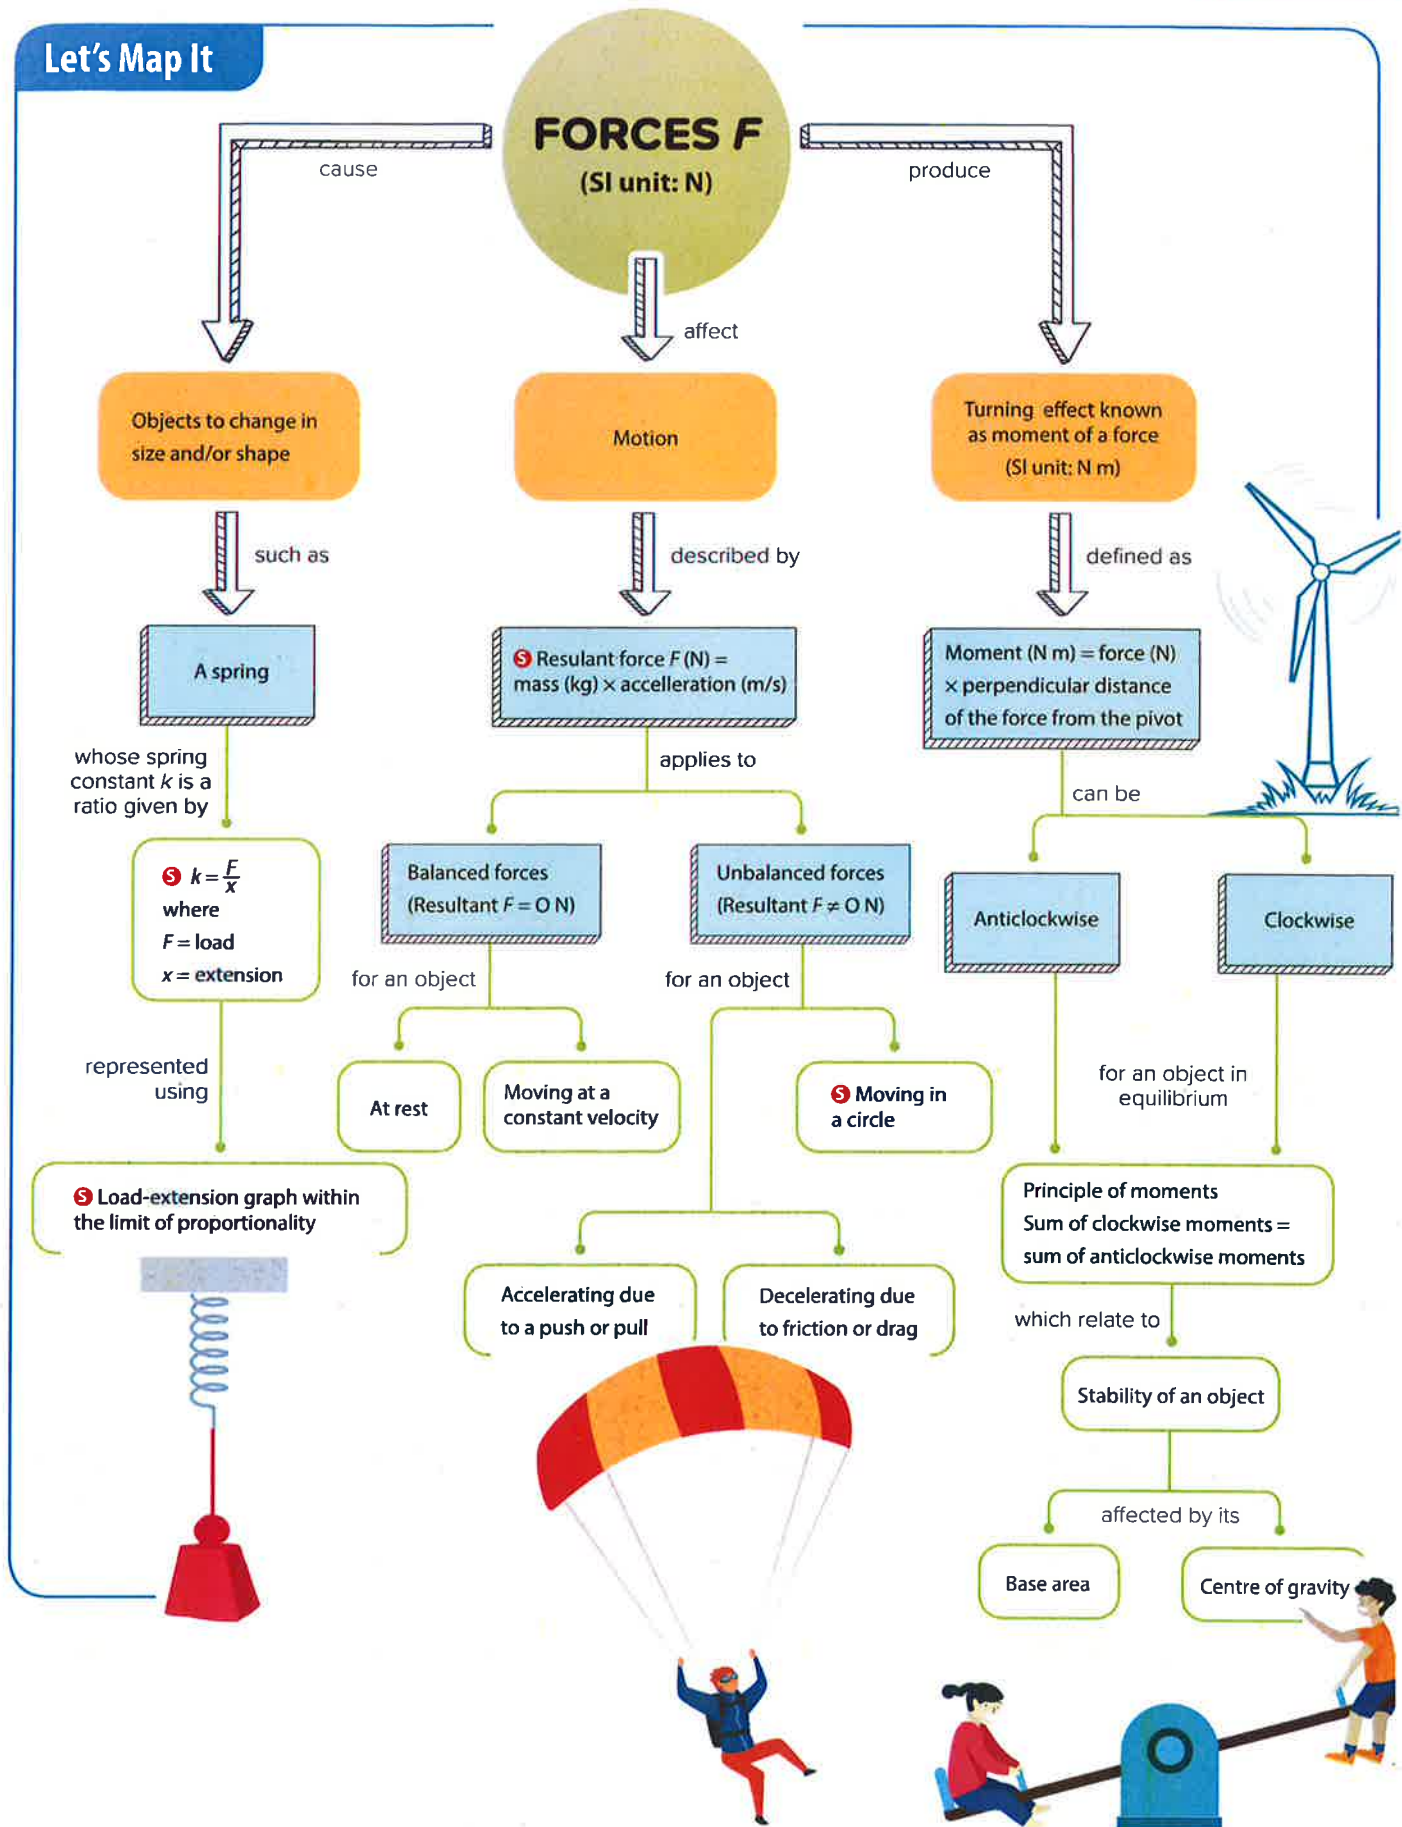 Let's Map It
FORCES F
(SI unit: N)
cause
produce
affect
Objects to change in
size and/or shape
Motion
Turning effect known
as moment of a force
(SI unit: N m)
such as
described by
defined as
A spring
S Resulant force F (N) =
mass (kg) × accelleration (m/s)
Moment (N m) = force (N)
× perpendicular distance
of the force from the pivot
whose spring
constant k is a
ratio given by
applies to
can be
S k = F/x
where
F = load
x = extension
Balanced forces
(Resultant F = O N)
Unbalanced forces
(Resultant F ≠ O N)
Anticlockwise
Clockwise
for an object
for an object
represented
using
At rest
Moving at a
constant velocity
S Moving in
a circle
for an object in
equilibrium
S Load-extension graph within
the limit of proportionality
Principle of moments
Sum of clockwise moments =
sum of anticlockwise moments
Accelerating due
to a push or pull
Decelerating due
to friction or drag
which relate to
Stability of an object
affected by its
Base area
Centre of gravity